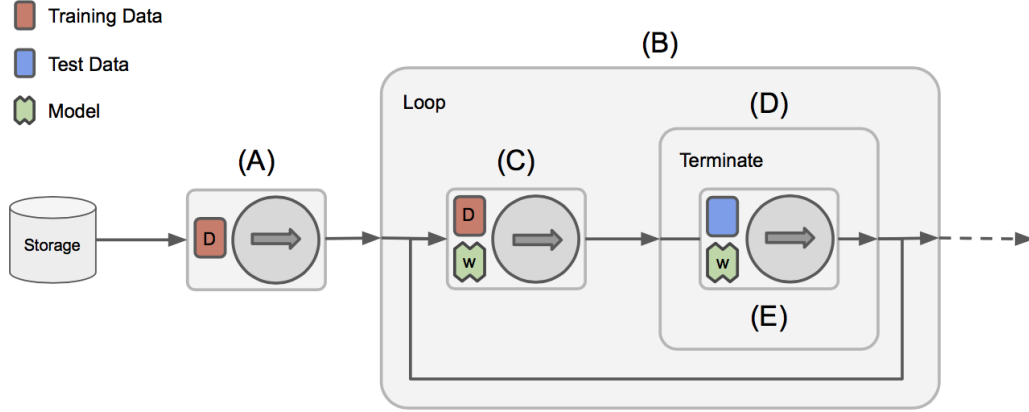 Training Data
Test Data
Model
(B)
Loop
(D)
(A)
(C)
Terminate
Storage
D
D
w
w
(E)